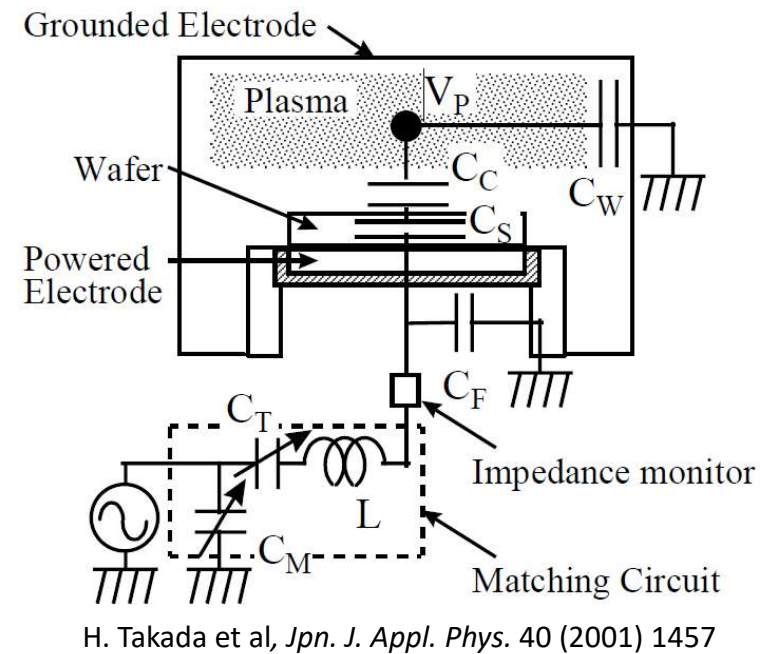 Grounded Electrode
Plasma
V_P
Wafer
C_C
C_S
C_W
Powered
Electrode
C_F
C_T
Impedance monitor
L
C_M
Matching Circuit
H. Takada et al, Jpn. J. Appl. Phys. 40 (2001) 1457